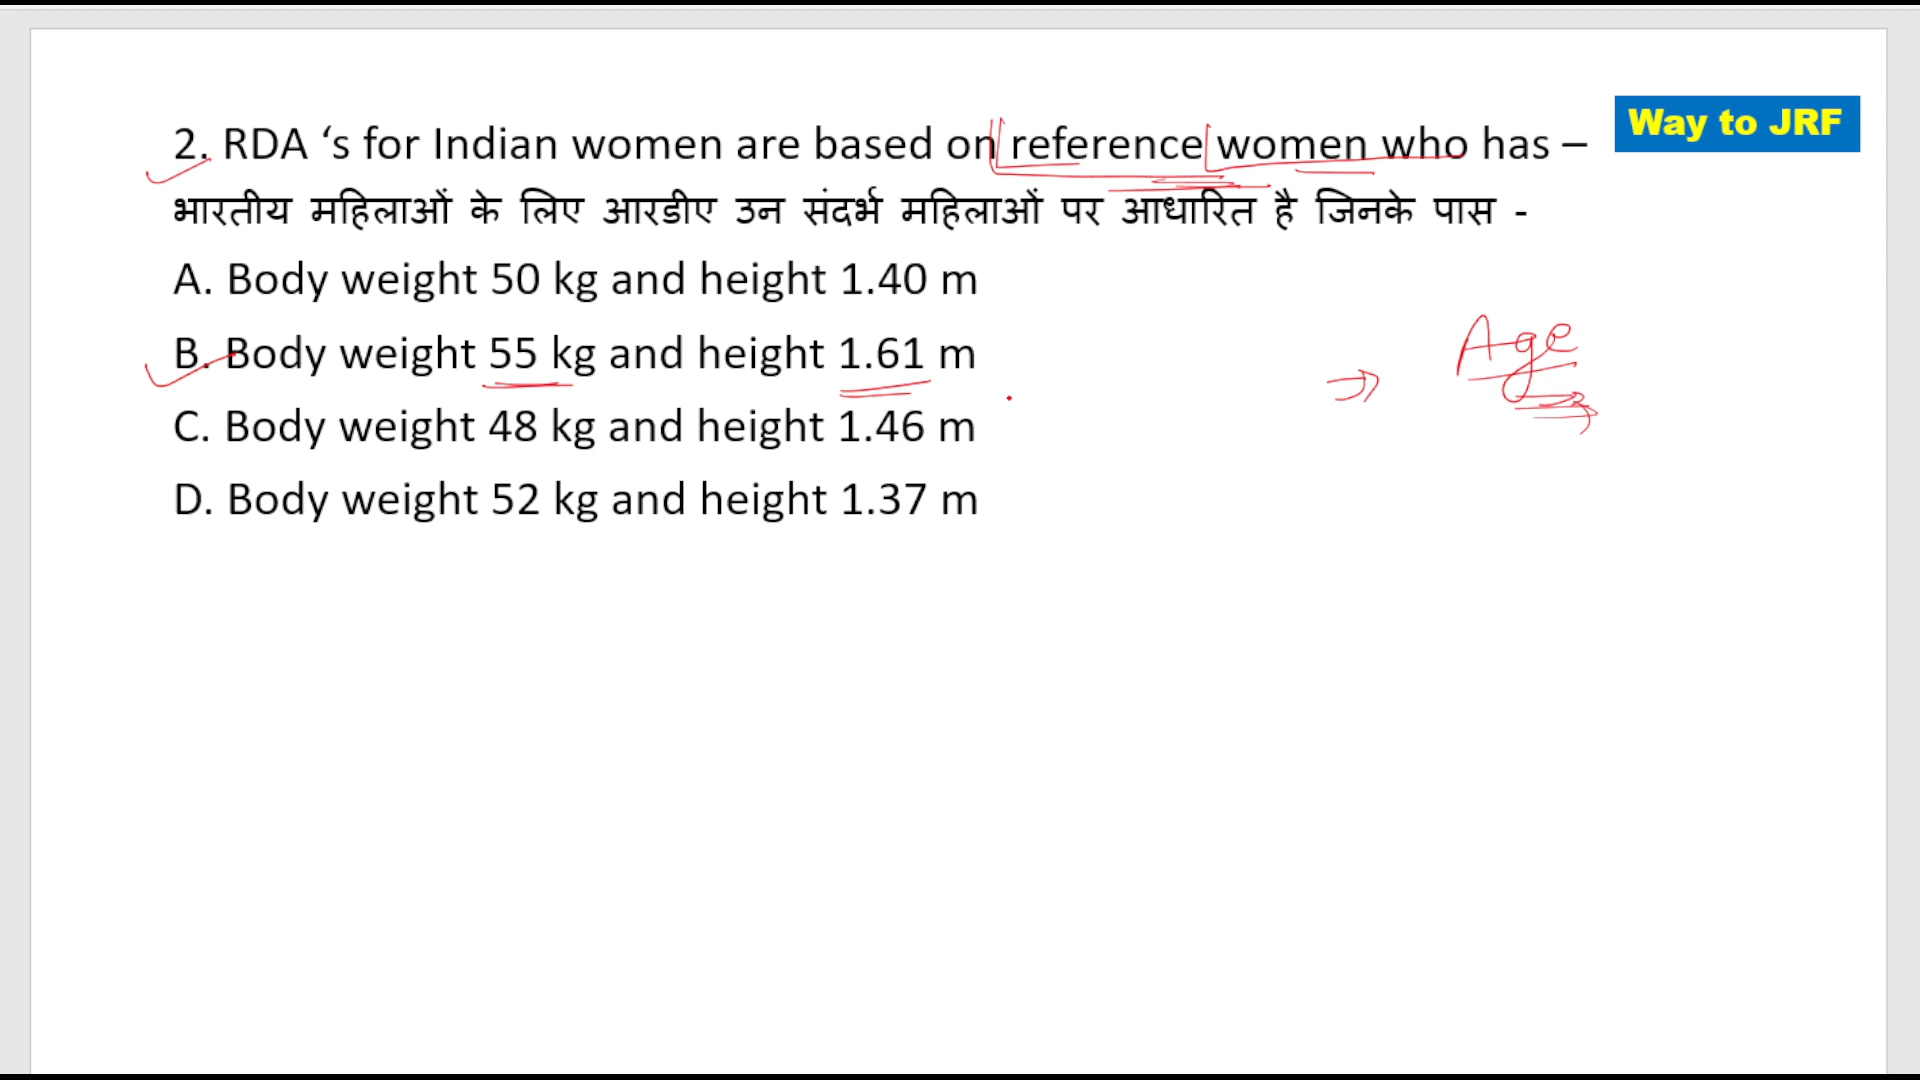 Way to JRF
2. RDA ‘s for Indian women are based on reference women who has –
भारतीय महिलाओं के लिए आरडीए उन संदर्भ महिलाओं पर आधारित है जिनके पास -
A. Body weight 50 kg and height 1.40 m
B. Body weight 55 kg and height 1.61 m
Age
C. Body weight 48 kg and height 1.46 m
D. Body weight 52 kg and height 1.37 m